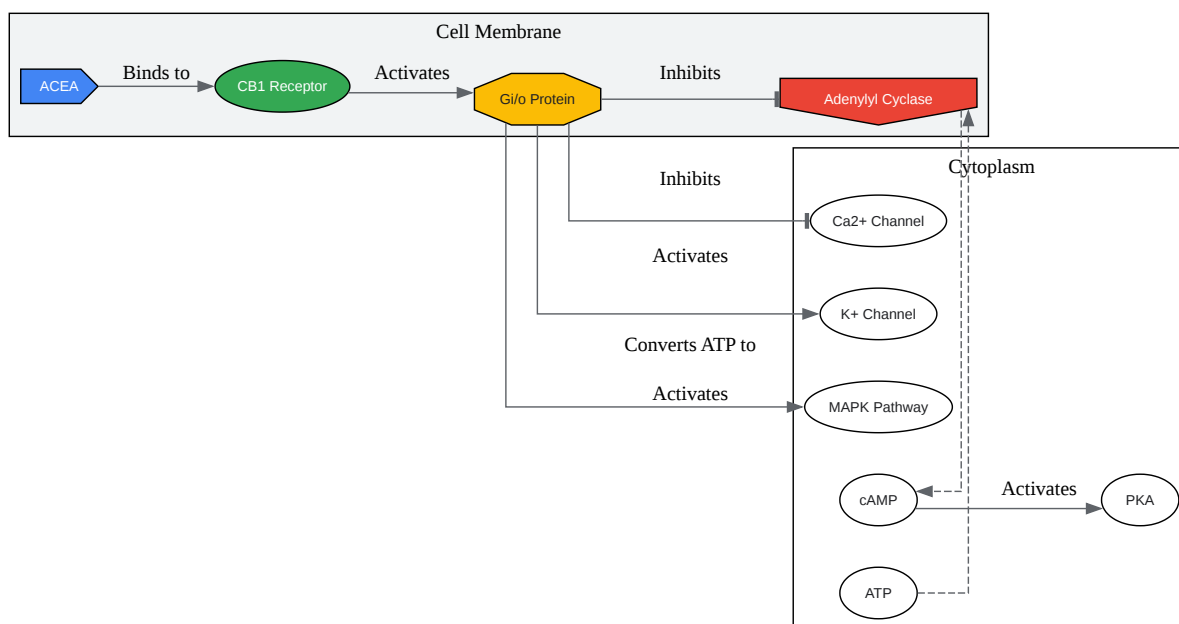 Cell Membrane
ACEA
Binds to
CB1 Receptor
Activates
Gi/o Protein
Inhibits
Adenylyl Cyclase
Cytoplasm
Inhibits
Ca2+ Channel
Activates
K+ Channel
Converts ATP to
Activates
MAPK Pathway
cAMP
Activates
PKA
ATP